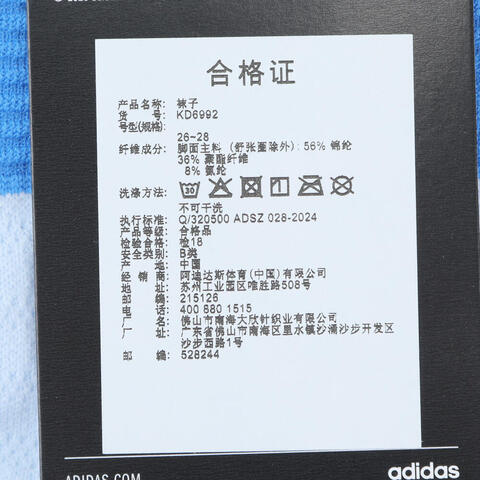 合格证
产品名称: 袜子
货 号: KD6992
号型(规格):
26-28
纤维成分: 脚面主料 (舒张面除外): 56% 锦纶
36% 聚酯纤维
8% 氨纶
洗涤方法: 30
不可干洗
执行标准: Q/320500 ADSZ 028-2024
产品等级: 合格品
检验合格: 检18
安全类别: B类
产 地: 中国
经 销 商: 阿迪达斯体育(中国)有限公司
地 址: 苏州工业园区唯胜路508号
邮 编: 215126
电 话: 400 880 1515
厂 名: 佛山市南海大欣针织业有限公司
厂 址: 广东省佛山市南海区里水镇沙涌沙步开发区
沙步西路1号
邮 编: 528244
ADIDAS.COM
adidas